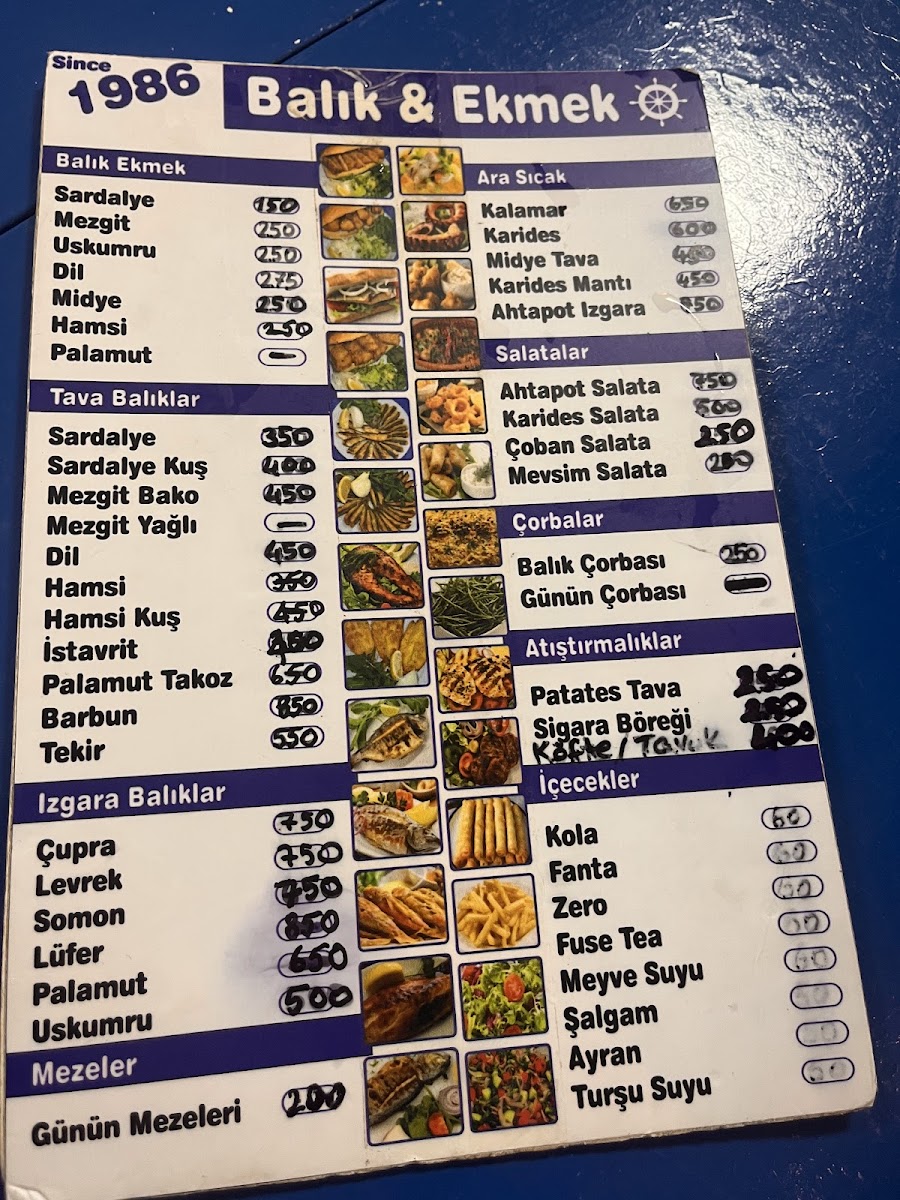 Since
1986
Balık & Ekmek
Balık Ekmek
Sardalye 150
Mezgit 250
Uskumru 250
Dil 275
Midye 250
Hamsi 250
Palamut -
Tava Balıklar
Sardalye 350
Sardalye Kuş 400
Mezgit Bako 450
Mezgit Yağlı -
Dil 450
Hamsi 350
Hamsi Kuş 450
İstavrit
Palamut Takoz 650
Barbun 850
Tekir 550
Izgara Balıklar
Çupra 750
Levrek 750
Somon 750
Lüfer 850
Palamut 650
Uskumru 500
Mezeler
Günün Mezeleri 200
Ara Sıcak
Kalamar 650
Karides 600
Midye Tava
Karides Mantı 450
Ahtapot Izgara
Salatalar
Ahtapot Salata 750
Karides Salata 500
Çoban Salata 250
Mevsim Salata
Çorbalar
Balık Çorbası 250
Günün Çorbası -
Atıştırmalıklar
Patates Tava 250
Sigara Böreği 250
Köfte / Tavuk 400
İçecekler
Kola 60
Fanta 60
Zero 60
Fuse Tea 60
Meyve Suyu 60
Şalgam
Ayran
Turşu Suyu